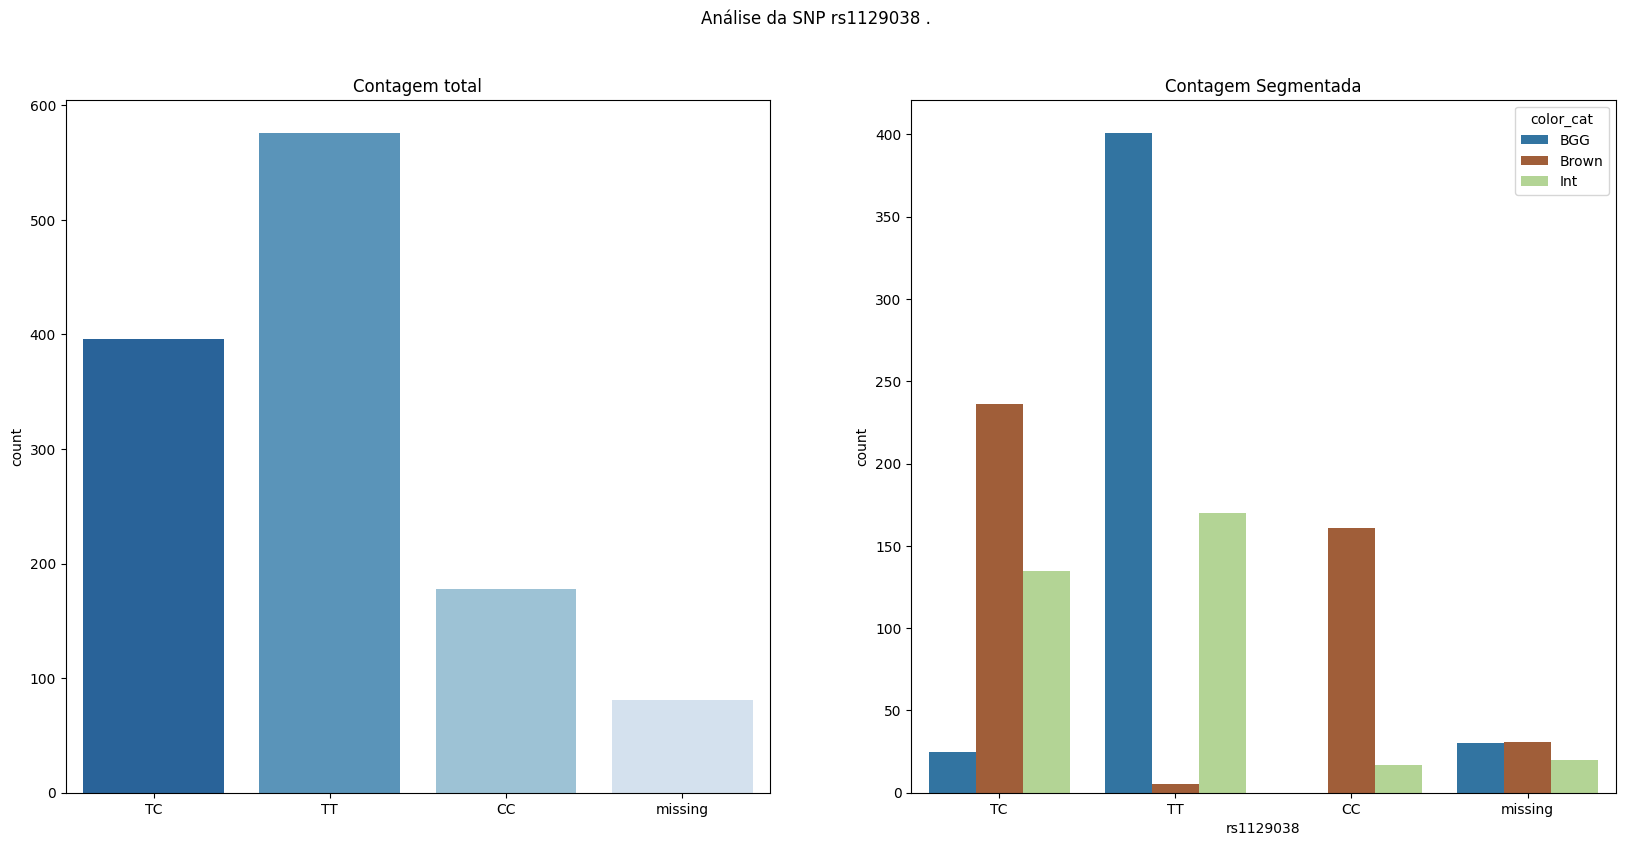 Análise da SNP rs1129038 .
Contagem total
600
500
400
300
200
100
0
count
TC TT CC missing
Contagem Segmentada
400
350
300
250
200
150
100
50
0
count
color_cat
BGG
Brown
Int
TC TT CC missing
rs1129038